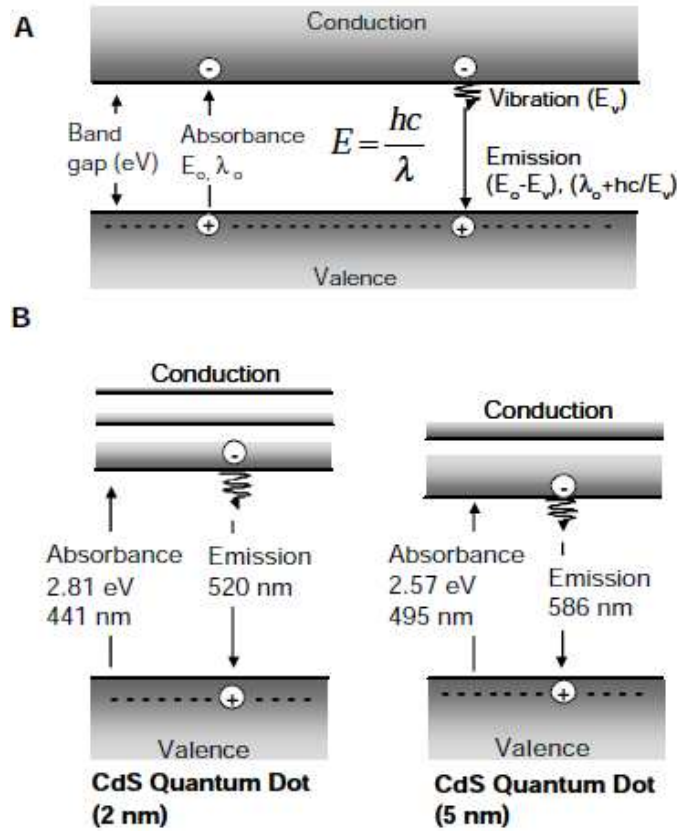 A
Conduction
Band
gap (eV)
Absorbance
Eo, λo
E = hc/λ
Vibration (Ev)
Emission
(Eo-Ev), (λo+hc/Ev)
Valence
B
Conduction
Absorbance
2.81 eV
441 nm
Emission
520 nm
Valence
CdS Quantum Dot
(2 nm)
Conduction
Absorbance
2.57 eV
495 nm
Emission
586 nm
Valence
CdS Quantum Dot
(5 nm)